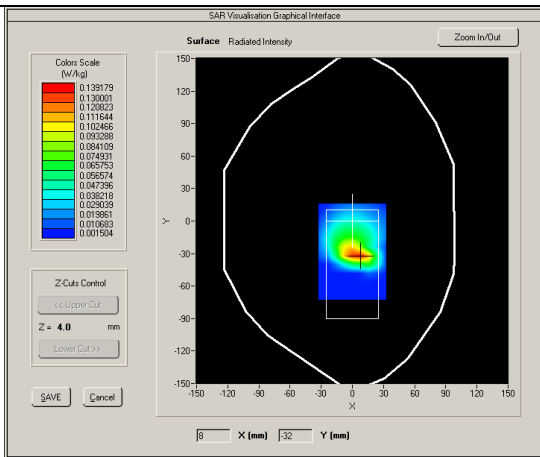 SAR Visualisation Graphical Interface
Surface Radiated Intensity
Zoom In/Out
Colors Scale
(W/kg)
0.139179
0.130001
0.120823
0.111644
0.102466
0.093288
0.084109
0.074931
0.065753
0.056574
0.047396
0.038218
0.029039
0.019861
0.010683
0.001504
Z-Cuts Control
<< Upper Cut
Z = 4.0 mm
Lower Cut >>
SAVE Cancel
150
120
90
60
30
0
-30
-60
-90
-120
-150
Y
-150 -120 -90 -60 -30 0 30 60 90 120 150
X
8 X (mm) -32 Y (mm)